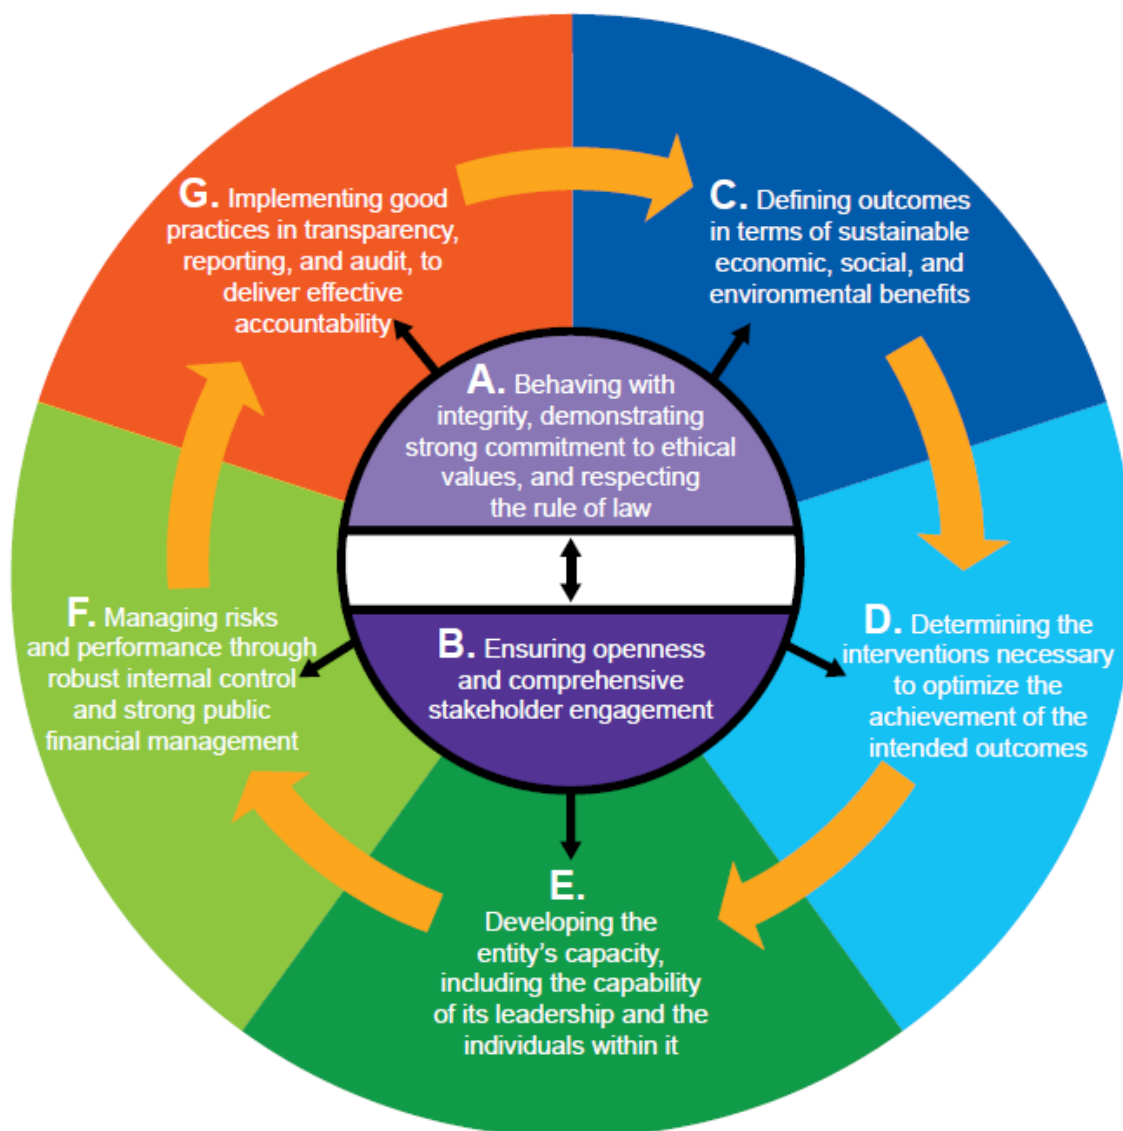 G. Implementing good
practices in transparency,
reporting, and audit, to
deliver effective
accountability
C. Defining outcomes
in terms of sustainable
economic, social, and
environmental benefits
A. Behaving with
integrity, demonstrating
strong commitment to ethical
values, and respecting
the rule of law
B. Ensuring openness
and comprehensive
stakeholder engagement
F. Managing risks
and performance through
robust internal control
and strong public
financial management
D. Determining the
interventions necessary
to optimize the
achievement of the
intended outcomes
E.
Developing the
entity's capacity,
including the capability
of its leadership and the
individuals within it